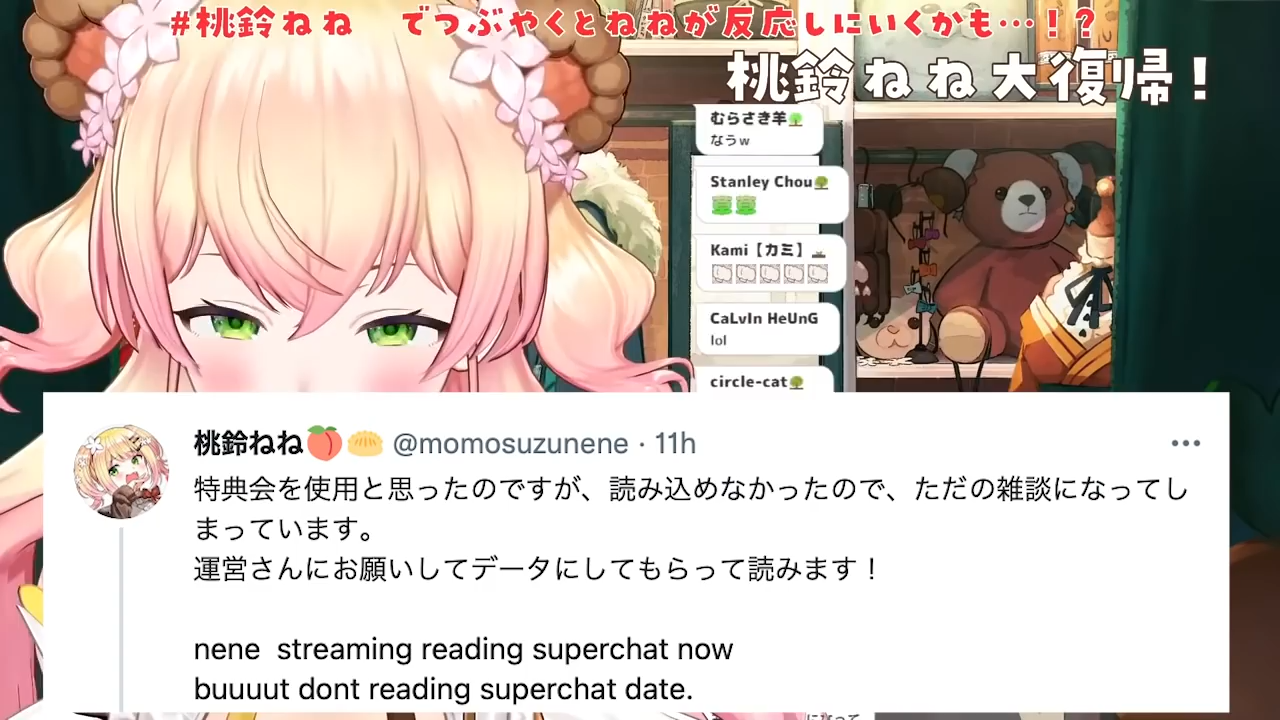 #桃鈴ねね　でつぶやくとねねが反応しにいくかも…！？
桃鈴ねね大復帰！
むらさき羊
なうw
Stanley Chou
Kami【カミ】
CaLvIn HeUnG
lol
circle-cat
桃鈴ねね🍑🥟 @momosuzunene · 11h
特典会を使用と思ったのですが、読み込めなかったので、ただの雑談になってし
まっています。
運営さんにお願いしてデータにしてもらって読みます！
nene  streaming reading superchat now
buuuut dont reading superchat date.